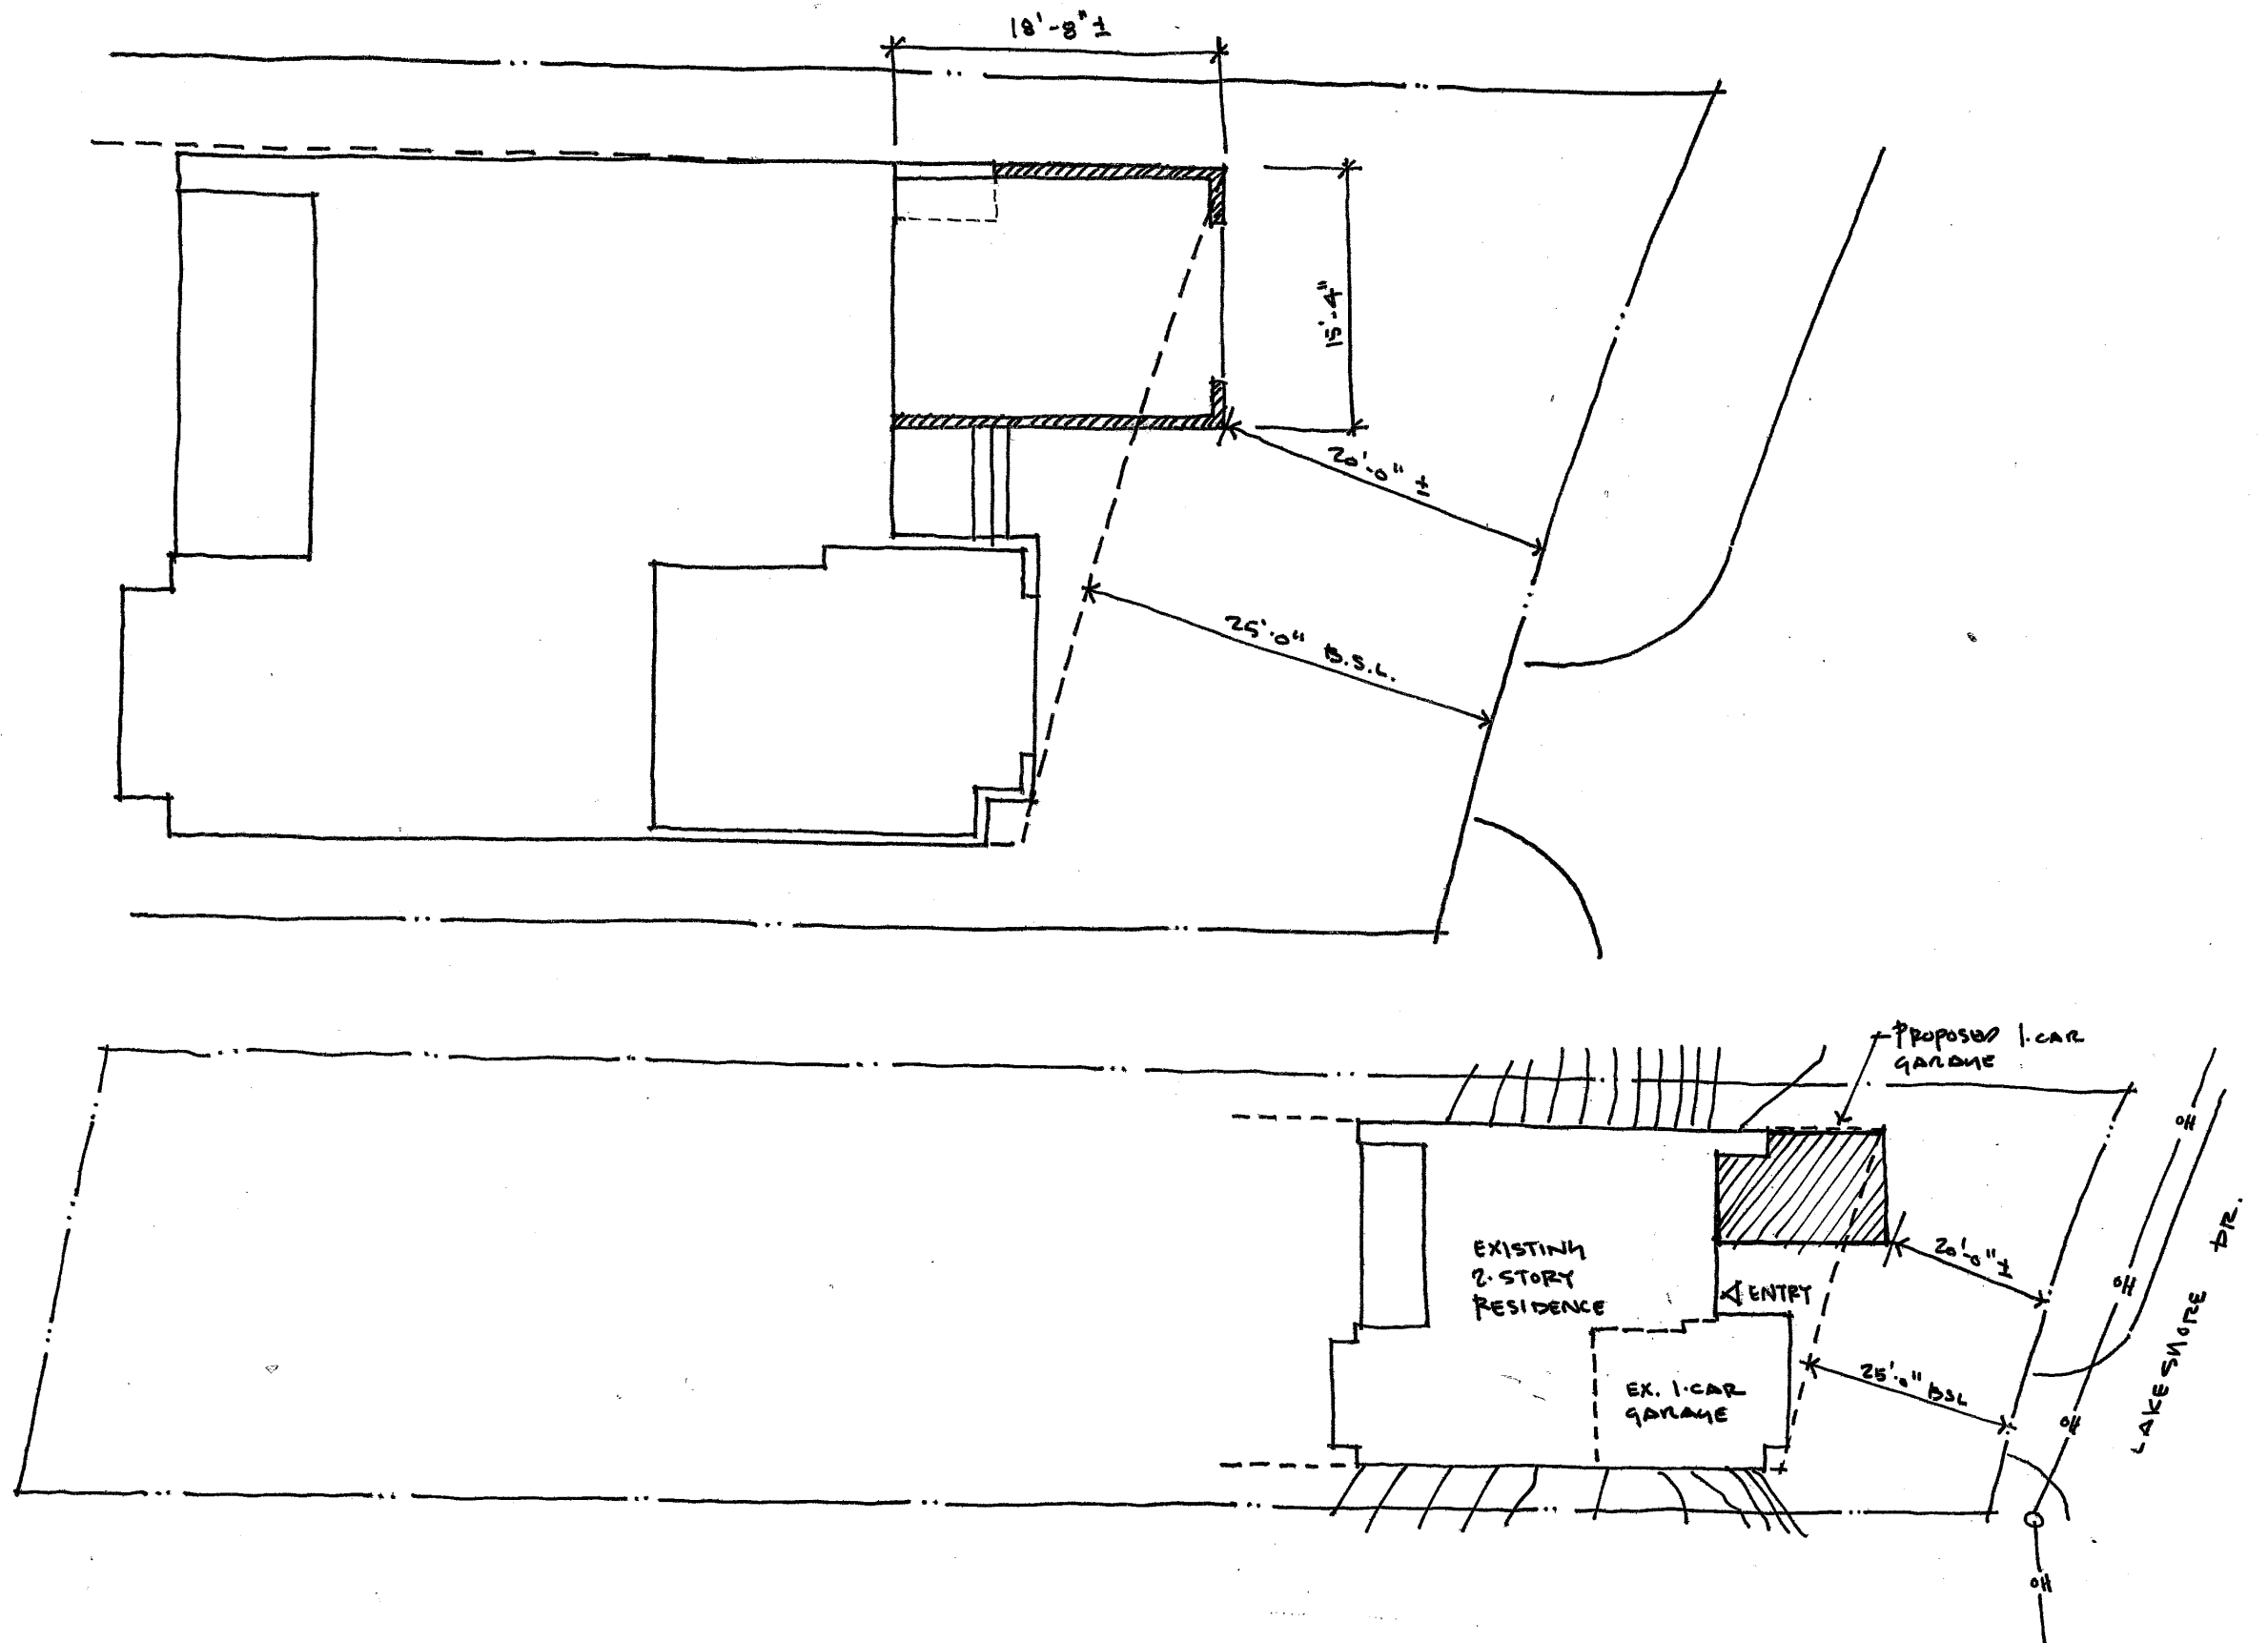 18'-8" ±
15'-4"
20'-0" ±
25'-0" B.S.L.
PROPOSED 1-CAR
GARAGE
OH
EXISTING
2-STORY
RESIDENCE
ENTRY
20'-0" ±
OH
LAKESHORE DR.
EX. 1-CAR
GARAGE
25'-0" BSL
OH
OH